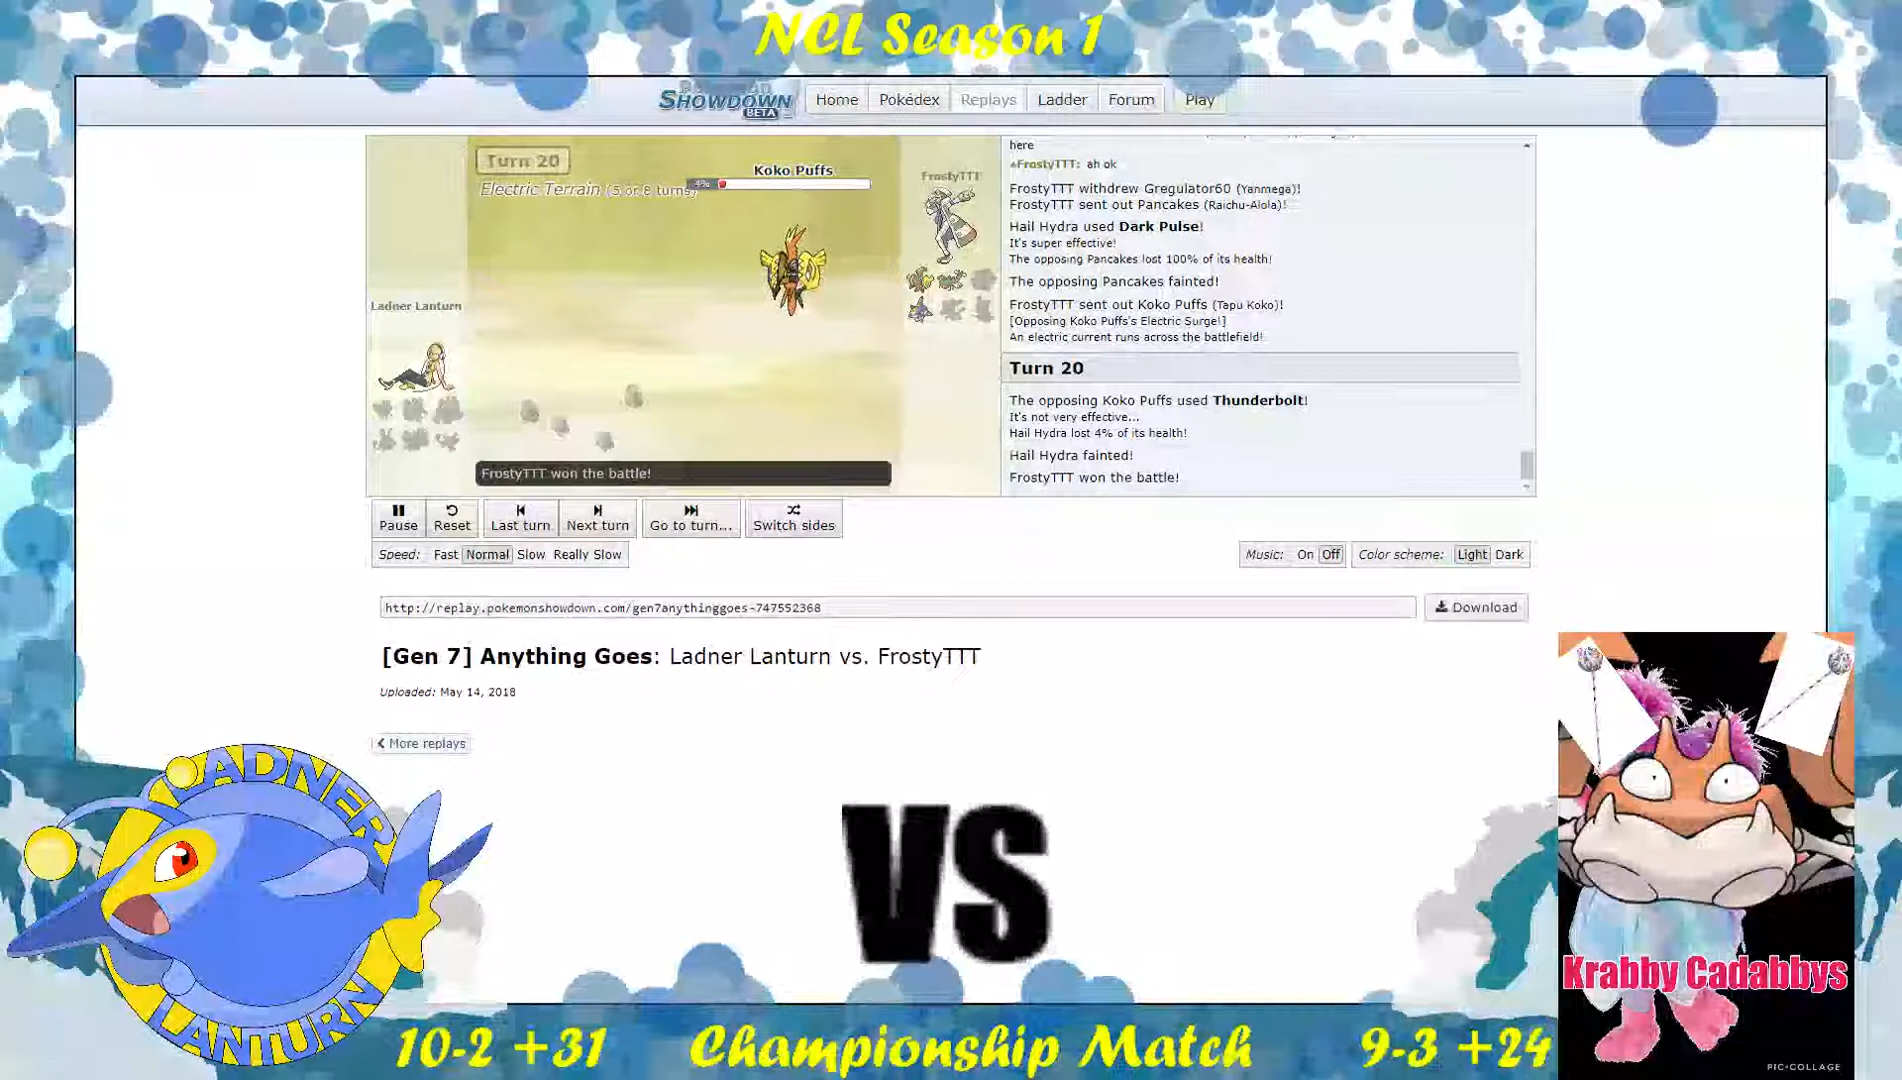 NCL Season 1
SHOWDOWN
BETA
Home
Pokédex
Replays
Ladder
Forum
Play
Turn 20
Electric Terrain (5 or 8 turns)
Koko Puffs
4%
FrostyTTT
Ladner Lanturn
FrostyTTT won the battle!
here
FrostyTTT: ah ok
FrostyTTT withdrew Gregulator60 (Yanmega)!
FrostyTTT sent out Pancakes (Raichu-Alola)!
Hail Hydra used Dark Pulse!
It's super effective!
The opposing Pancakes lost 100% of its health!
The opposing Pancakes fainted!
FrostyTTT sent out Koko Puffs (Tapu Koko)!
[Opposing Koko Puffs's Electric Surge!]
An electric current runs across the battlefield!
Turn 20
The opposing Koko Puffs used Thunderbolt!
It's not very effective...
Hail Hydra lost 4% of its health!
Hail Hydra fainted!
FrostyTTT won the battle!
Pause
Reset
Last turn
Next turn
Go to turn...
Switch sides
Speed: Fast Normal Slow Really Slow
Music: On Off
Color scheme: Light Dark
http://replay.pokemonshowdown.com/gen7anythinggoes-747552368
Download
[Gen 7] Anything Goes: Ladner Lanturn vs. FrostyTTT
Uploaded: May 14, 2018
More replays
LADNER
LANTURN
VS
Krabby Cadabbys
PIC•COLLAGE
10-2 +31
Championship Match
9-3 +24